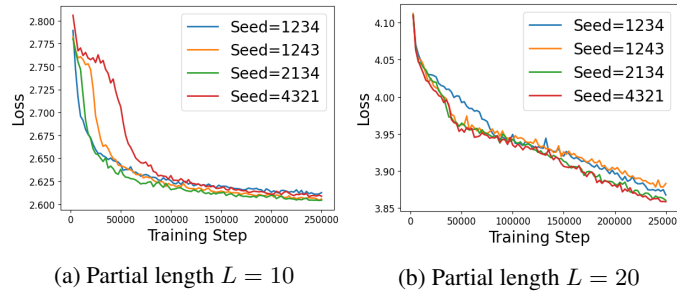 2.800
2.775
2.750
2.725
2.700
2.675
2.650
2.625
2.600
Loss
Seed=1234
Seed=1243
Seed=2134
Seed=4321
0
50000
100000
150000
200000
250000
Training Step
(a) Partial length L = 10
4.10
4.05
4.00
3.95
3.90
3.85
Loss
Seed=1234
Seed=1243
Seed=2134
Seed=4321
0
50000
100000
150000
200000
25000
Training Step
(b) Partial length L = 20